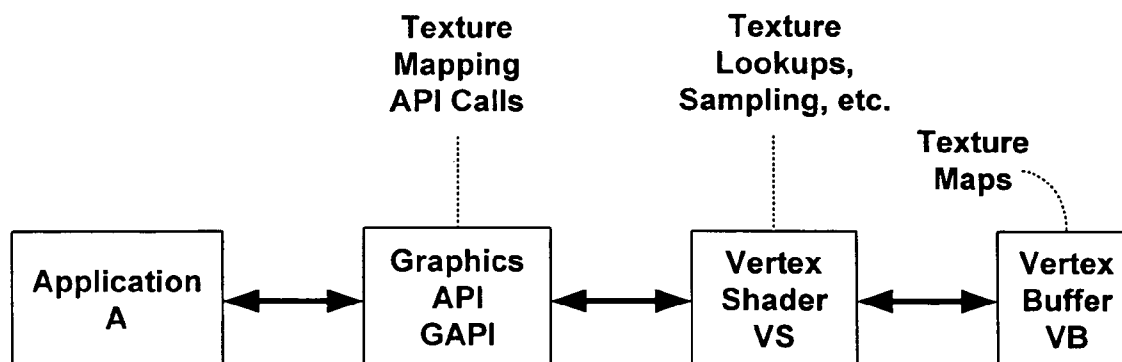 Texture
Mapping
API Calls
Texture
Lookups,
Sampling, etc.
Texture
Maps
Application
A
Graphics
API
GAPI
Vertex
Shader
VS
Vertex
Buffer
VB